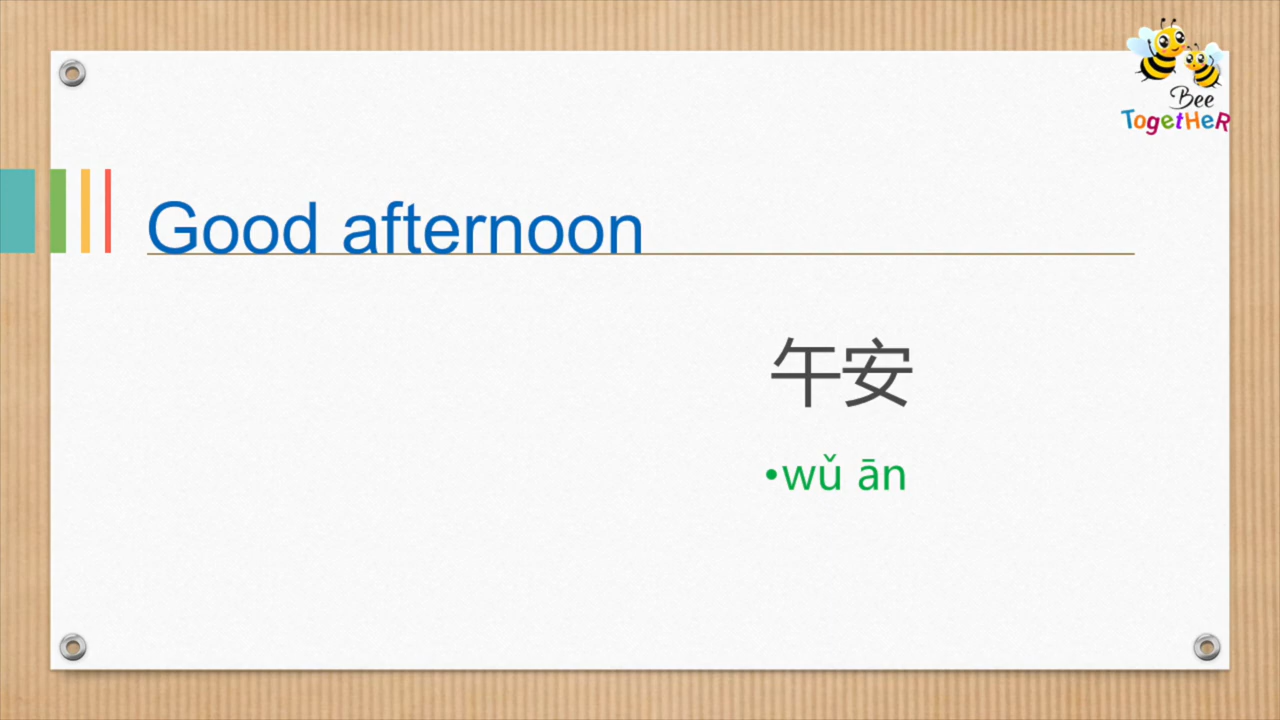 Bee
TogetHeR
Good afternoon
午安
•wǔ ān